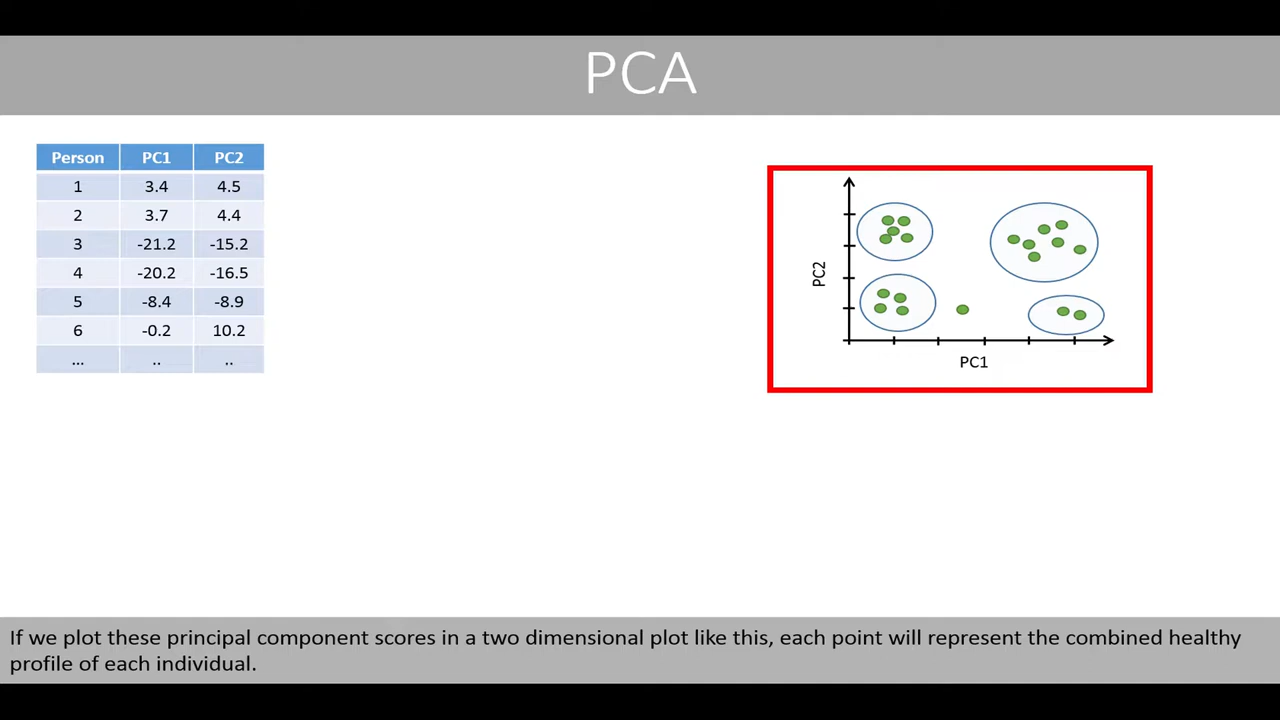 PCA
Person PC1 PC2
1 3.4 4.5
2 3.7 4.4
3 -21.2 -15.2
4 -20.2 -16.5
5 -8.4 -8.9
6 -0.2 10.2
... .. ..
PC2
PC1
If we plot these principal component scores in a two dimensional plot like this, each point will represent the combined healthy
profile of each individual.